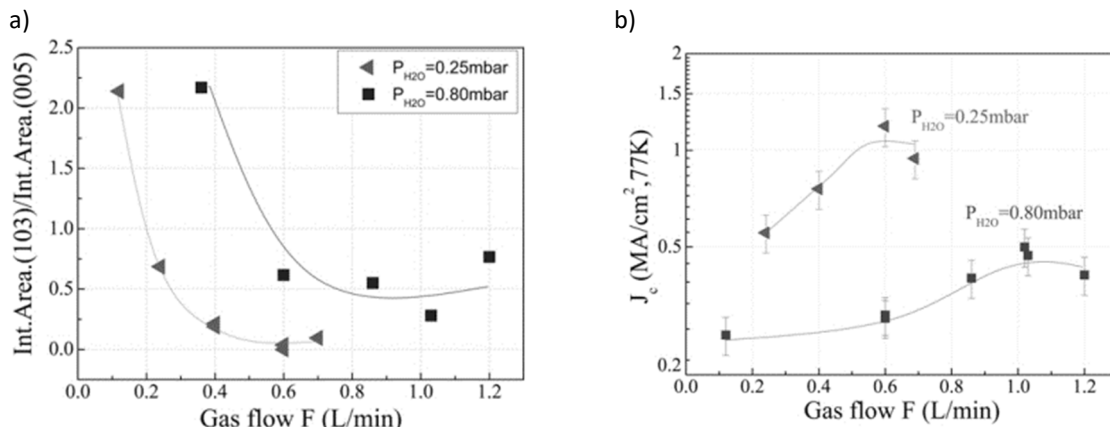 a)
2.5
2.0
1.5
1.0
0.5
0.0
0.0 0.2 0.4 0.6 0.8 1.0 1.2
Int.Area.(103)/Int.Area.(005)
Gas flow F (L/min)
P_H2O=0.25mbar
P_H2O=0.80mbar
b)
2
1.5
1
0.5
0.2
0.0 0.2 0.4 0.6 0.8 1.0 1.2
J_c (MA/cm²,77K)
Gas flow F (L/min)
P_H2O=0.25mbar
P_H2O=0.80mbar